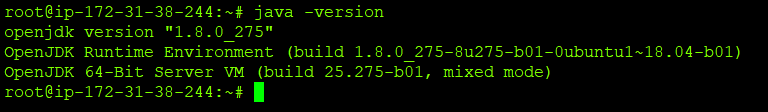 root@ip-172-31-38-244:~# java -version
openjdk version "1.8.0_275"
OpenJDK Runtime Environment (build 1.8.0_275-8u275-b01-0ubuntu1~18.04-b01)
OpenJDK 64-Bit Server VM (build 25.275-b01, mixed mode)
root@ip-172-31-38-244:~#